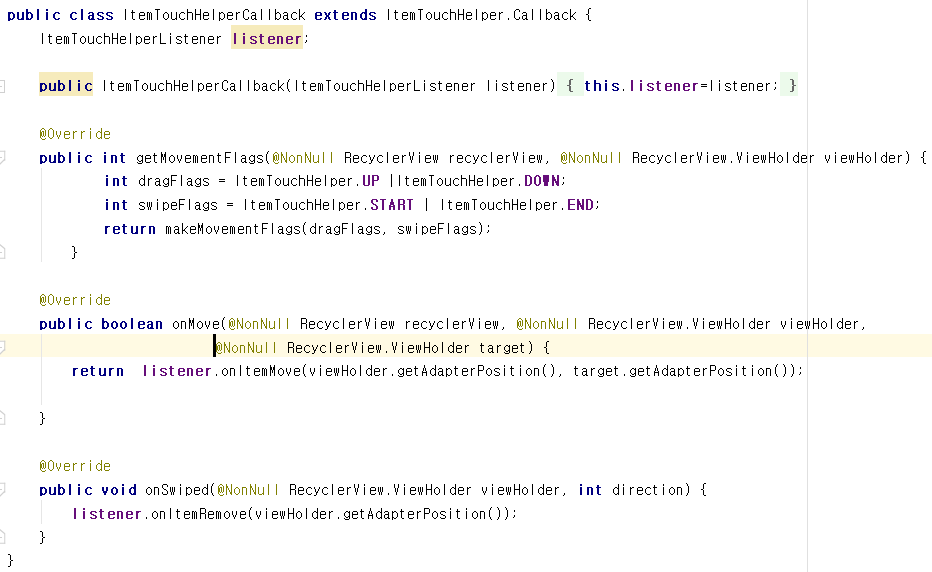 public class ItemTouchHelperCallback extends ItemTouchHelper.Callback {
    ItemTouchHelperListener listener;
    public ItemTouchHelperCallback(ItemTouchHelperListener listener) { this.listener=listener; }
    @Override
    public int getMovementFlags(@NonNull RecyclerView recyclerView, @NonNull RecyclerView.ViewHolder viewHolder) {
            int dragFlags = ItemTouchHelper.UP |ItemTouchHelper.DOWN;
            int swipeFlags = ItemTouchHelper.START | ItemTouchHelper.END;
            return makeMovementFlags(dragFlags, swipeFlags);
        }
    @Override
    public boolean onMove(@NonNull RecyclerView recyclerView, @NonNull RecyclerView.ViewHolder viewHolder,
                          @NonNull RecyclerView.ViewHolder target) {
        return  listener.onItemMove(viewHolder.getAdapterPosition(), target.getAdapterPosition());
    }
    @Override
    public void onSwiped(@NonNull RecyclerView.ViewHolder viewHolder, int direction) {
        listener.onItemRemove(viewHolder.getAdapterPosition());
    }
}